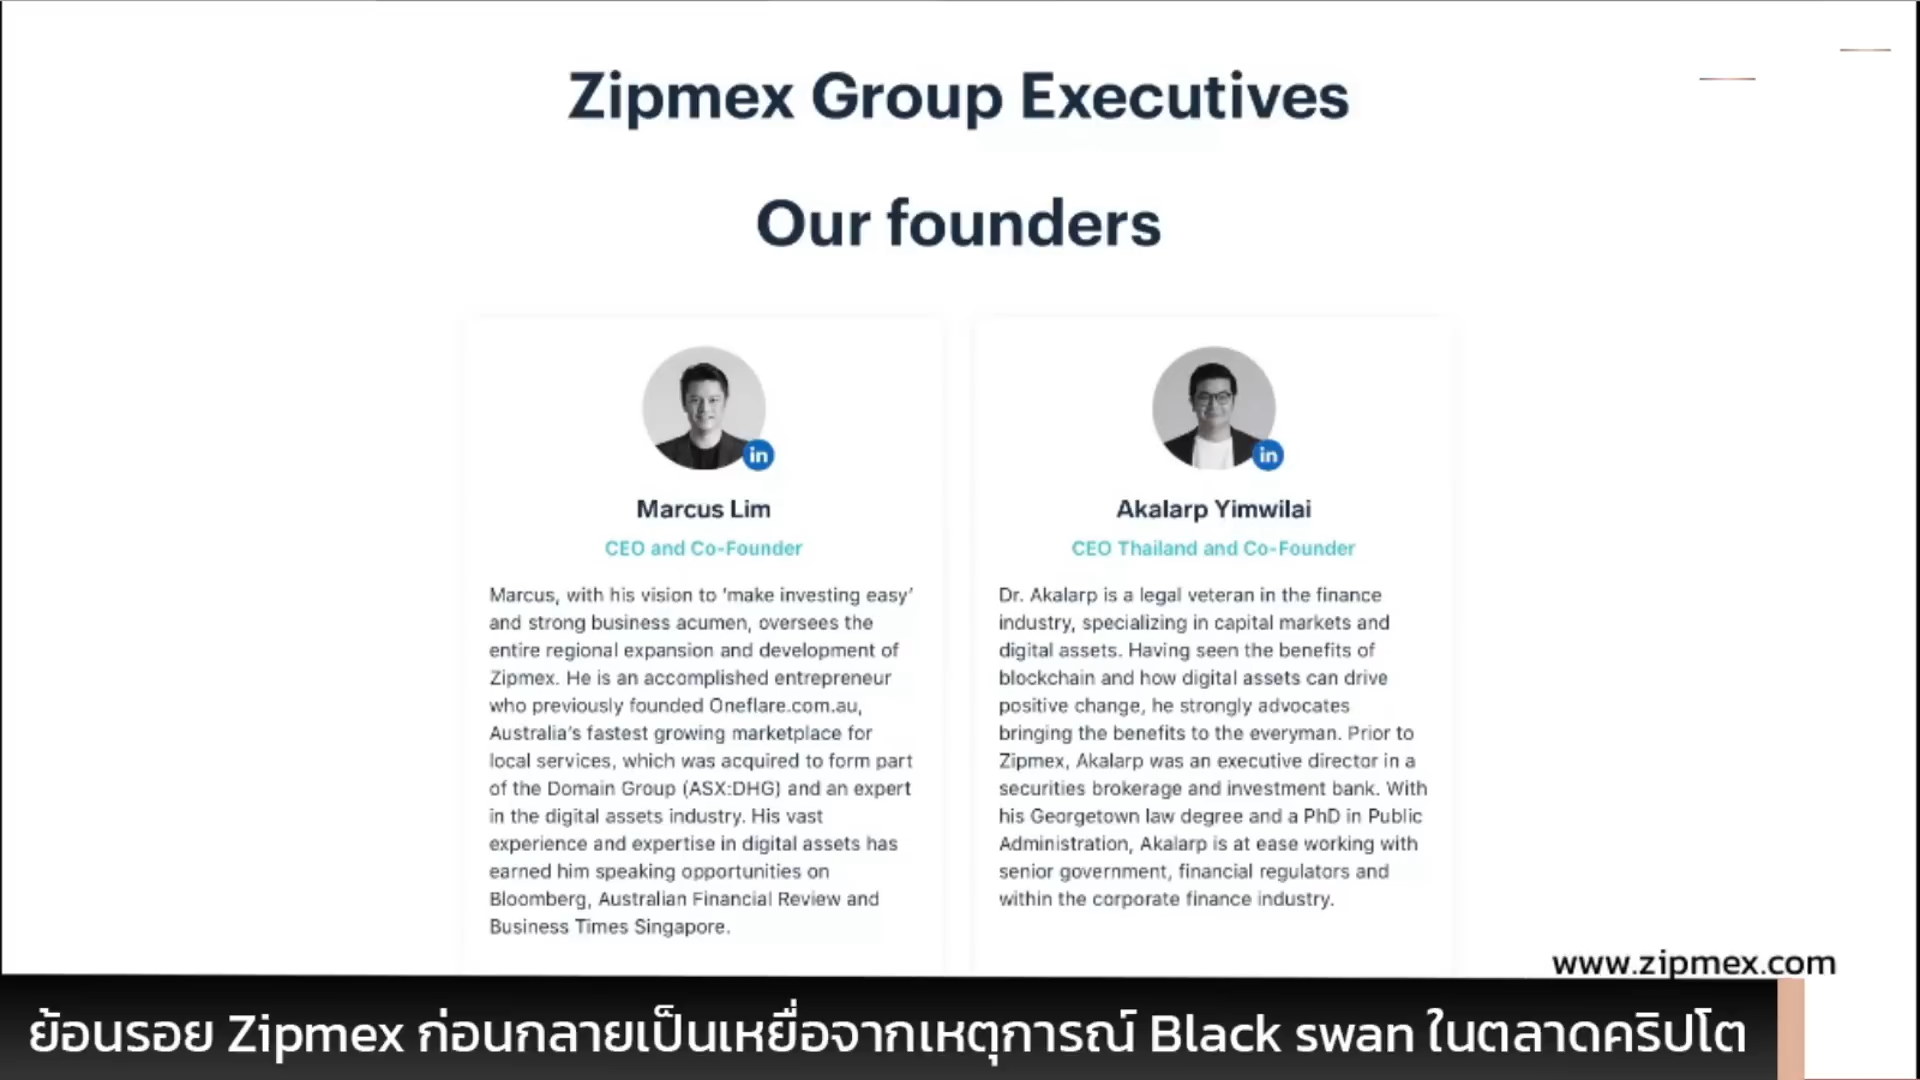 Zipmex Group Executives
Our founders
in
in
Marcus Lim
CEO and Co-Founder
Marcus, with his vision to ‘make investing easy’
and strong business acumen, oversees the
entire regional expansion and development of
Zipmex. He is an accomplished entrepreneur
who previously founded Oneflare.com.au,
Australia’s fastest growing marketplace for
local services, which was acquired to form part
of the Domain Group (ASX:DHG) and an expert
in the digital assets industry. His vast
experience and expertise in digital assets has
earned him speaking opportunities on
Bloomberg, Australian Financial Review and
Business Times Singapore.
Akalarp Yimwilai
CEO Thailand and Co-Founder
Dr. Akalarp is a legal veteran in the finance
industry, specializing in capital markets and
digital assets. Having seen the benefits of
blockchain and how digital assets can drive
positive change, he strongly advocates
bringing the benefits to the everyman. Prior to
Zipmex, Akalarp was an executive director in a
securities brokerage and investment bank. With
his Georgetown law degree and a PhD in Public
Administration, Akalarp is at ease working with
senior government, financial regulators and
within the corporate finance industry.
www.zipmex.com
ย้อนรอย Zipmex ก่อนกลายเป็นเหยื่อจากเหตุการณ์ Black swan ในตลาดคริปโต